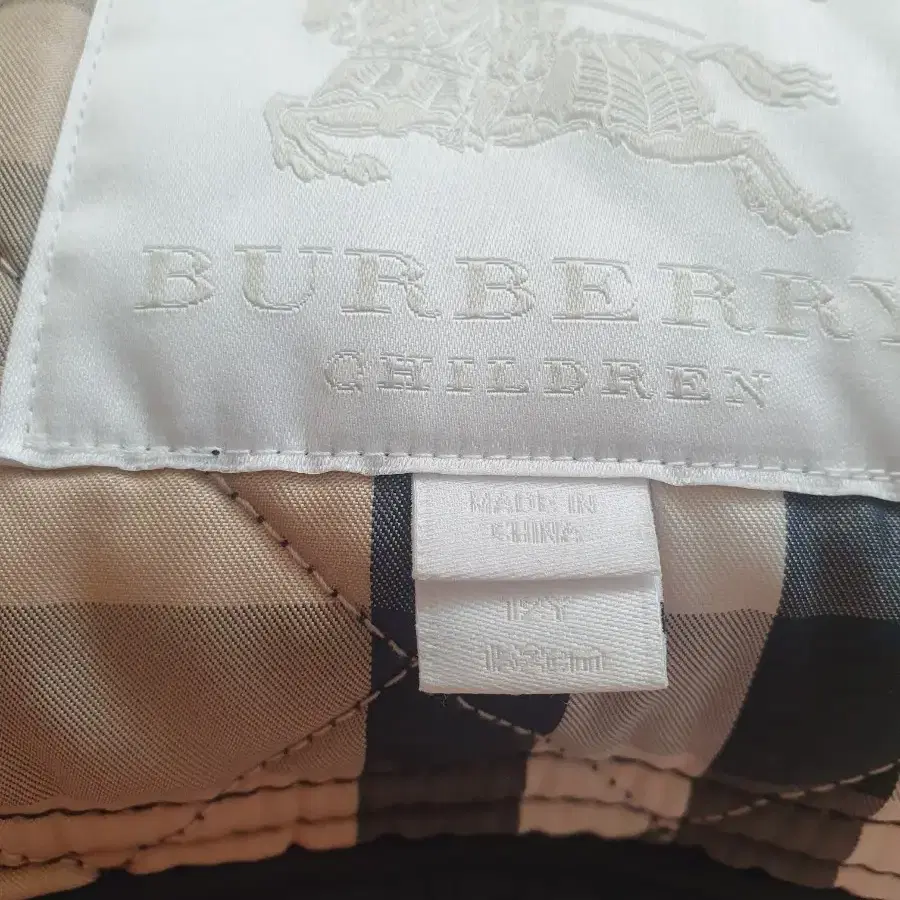 BURBERRY
CHILDREN
MADE IN
CHINA
12Y
152cm